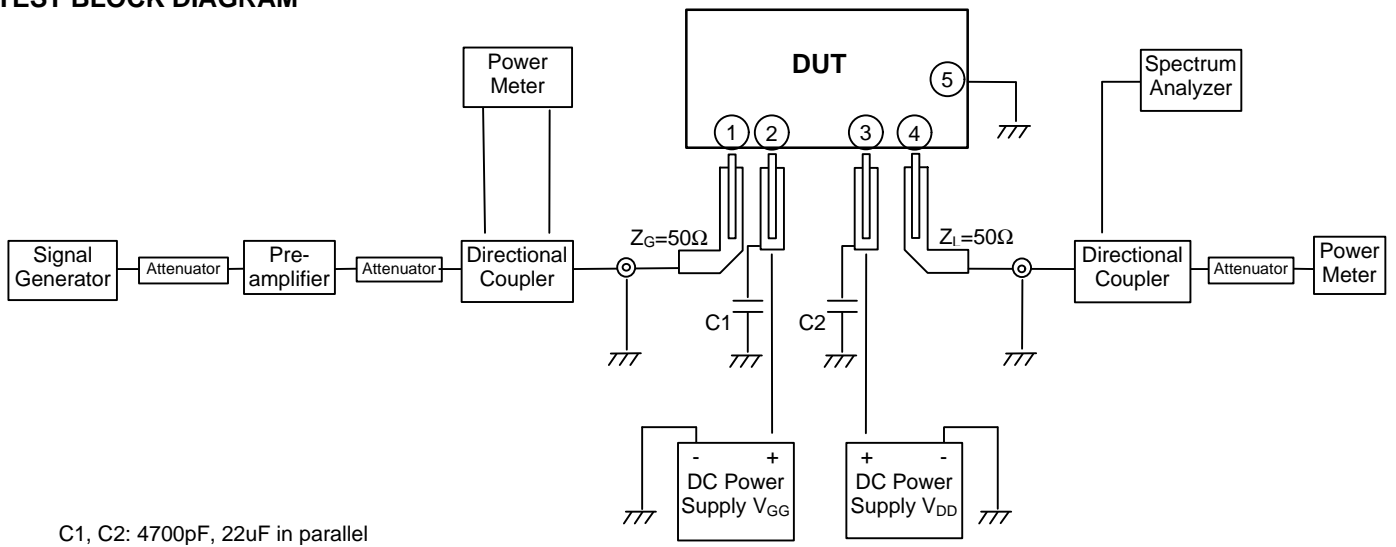 TEST BLOCK DIAGRAM
DUT
5
1 2 3 4
Power
Meter
Spectrum
Analyzer
Signal
Generator
Attenuator
Pre-
amplifier
Attenuator
Directional
Coupler
ZG=50Ω
ZL=50Ω
Directional
Coupler
Attenuator
Power
Meter
C1
C2
- +
DC Power
Supply VGG
+ -
DC Power
Supply VDD
C1, C2: 4700pF, 22uF in parallel